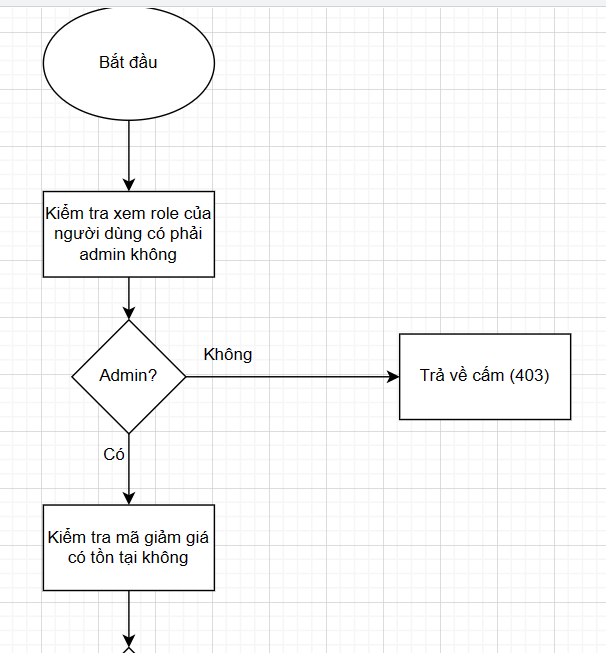 Bắt đầu
Kiểm tra xem role của
người dùng có phải
admin không
Không
Admin?
Trả về cấm (403)
Có
Kiểm tra mã giảm giá
có tồn tại không